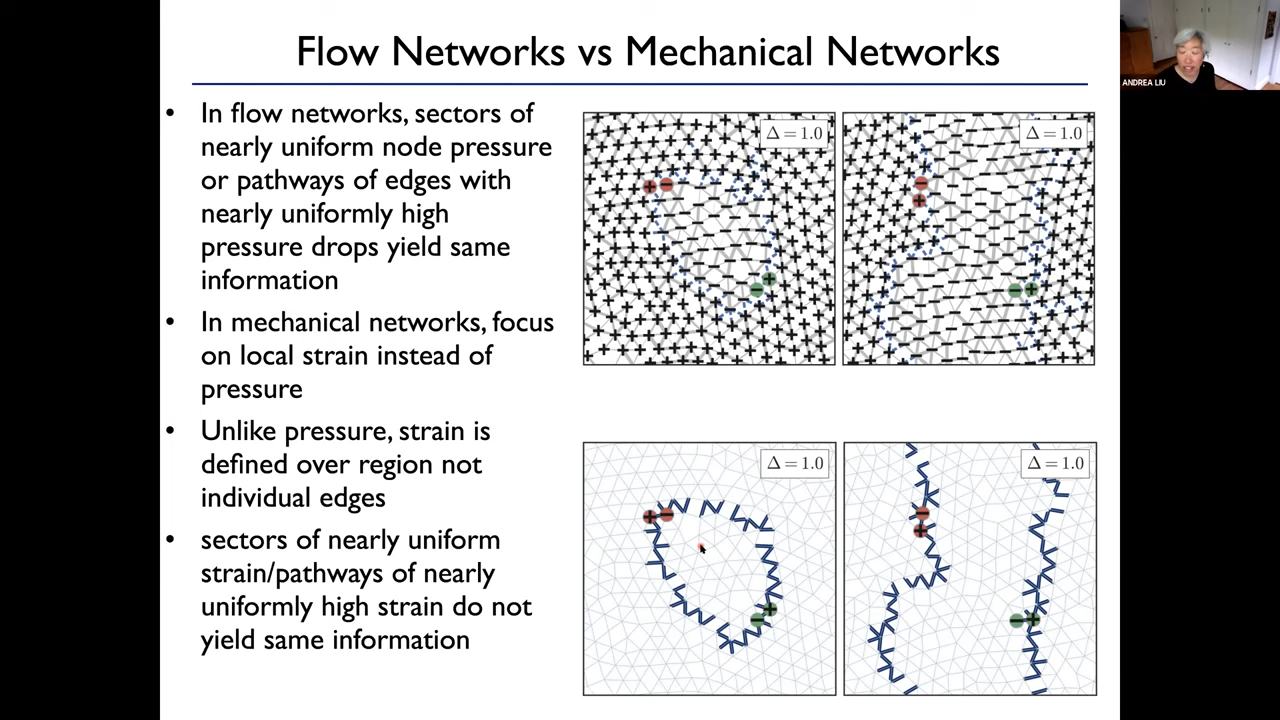 Flow Networks vs Mechanical Networks
ANDREA LIU
• In flow networks, sectors of
nearly uniform node pressure
or pathways of edges with
nearly uniformly high
pressure drops yield same
information
• In mechanical networks, focus
on local strain instead of
pressure
• Unlike pressure, strain is
defined over region not
individual edges
• sectors of nearly uniform
strain/pathways of nearly
uniformly high strain do not
yield same information
Δ = 1.0
Δ = 1.0
Δ = 1.0
Δ = 1.0